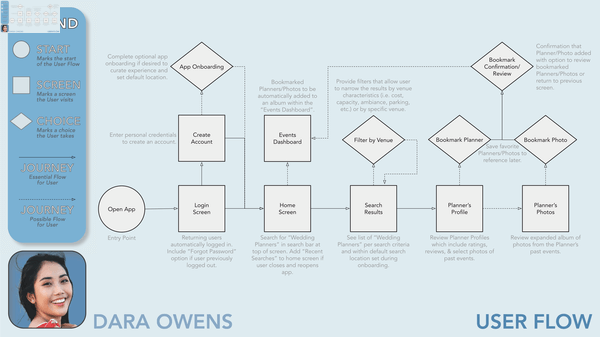 ND
START
Marks the start
of the User Flow
SCREEN
Marks a screen
the User visits
CHOICE
Marks a choice
the User takes
JOURNEY
Essential Flow
for User
JOURNEY
Possible Flow
for User
Complete optional app
onboarding if desired to
curate experience and
set default location.
App Onboarding
Bookmarked
Planners/Photos to be
automatically added to
an album within the
"Events Dashboard".
Provide filters that allow user
to narrow the results by venue
characteristics (i.e. cost,
capacity, ambiance, parking,
etc.) or by specific venue.
Bookmark
Confirmation/
Review
Confirmation that
Planner/Photo added
with option to review
bookmarked
Planners/Photos or
return to previous
screen.
Enter personal credentials
to create an account.
Create
Account
Events
Dashboard
Filter by Venue
Bookmark Planner
Save favorite
Planners/Photos to
reference later.
Bookmark Photo
Open App
Entry Point
Login
Screen
Returning users
automatically logged in.
Include "Forgot Password"
option if user previously
logged out.
Home
Screen
Search for "Wedding
Planners" in search bar at
top of screen. Add "Recent
Searches" to home screen if
user closes and reopens
app.
Search
Results
See list of "Wedding
Planners" per search criteria
and within default search
location set during
onboarding.
Planner's
Profile
Review Planner Profiles
which include ratings,
reviews, & select photos of
past events.
Planner's
Photos
Review expanded album of
photos from the Planner's
past events.
DARA OWENS
USER FLOW